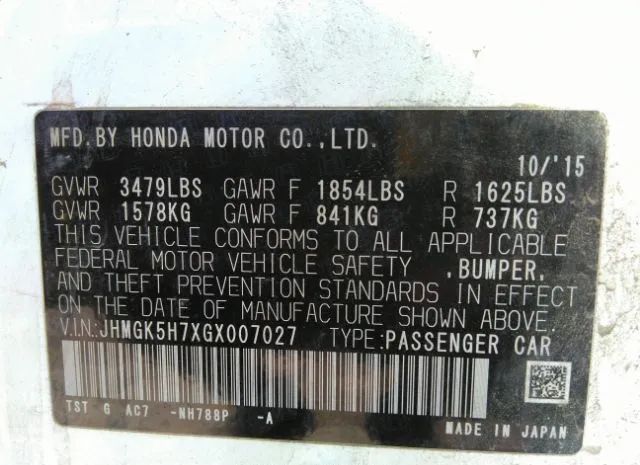 MFD.BY HONDA MOTOR CO.,LTD.
10/'15
GVWR 3479LBS GAWR F 1854LBS R 1625LBS
GVWR 1578KG GAWR F 841KG R 737KG
THIS VEHICLE CONFORMS TO ALL APPLICABLE
FEDERAL MOTOR VEHICLE SAFETY ,BUMPER,
AND THEFT PREVENTION STANDARDS IN EFFECT
ON THE DATE OF MANUFACTURE SHOWN ABOVE.
V.IN.:JHMGK5H7XGX007027 TYPE:PASSENGER CAR
TST G AC7 -NH788P -A
MADE IN JAPAN